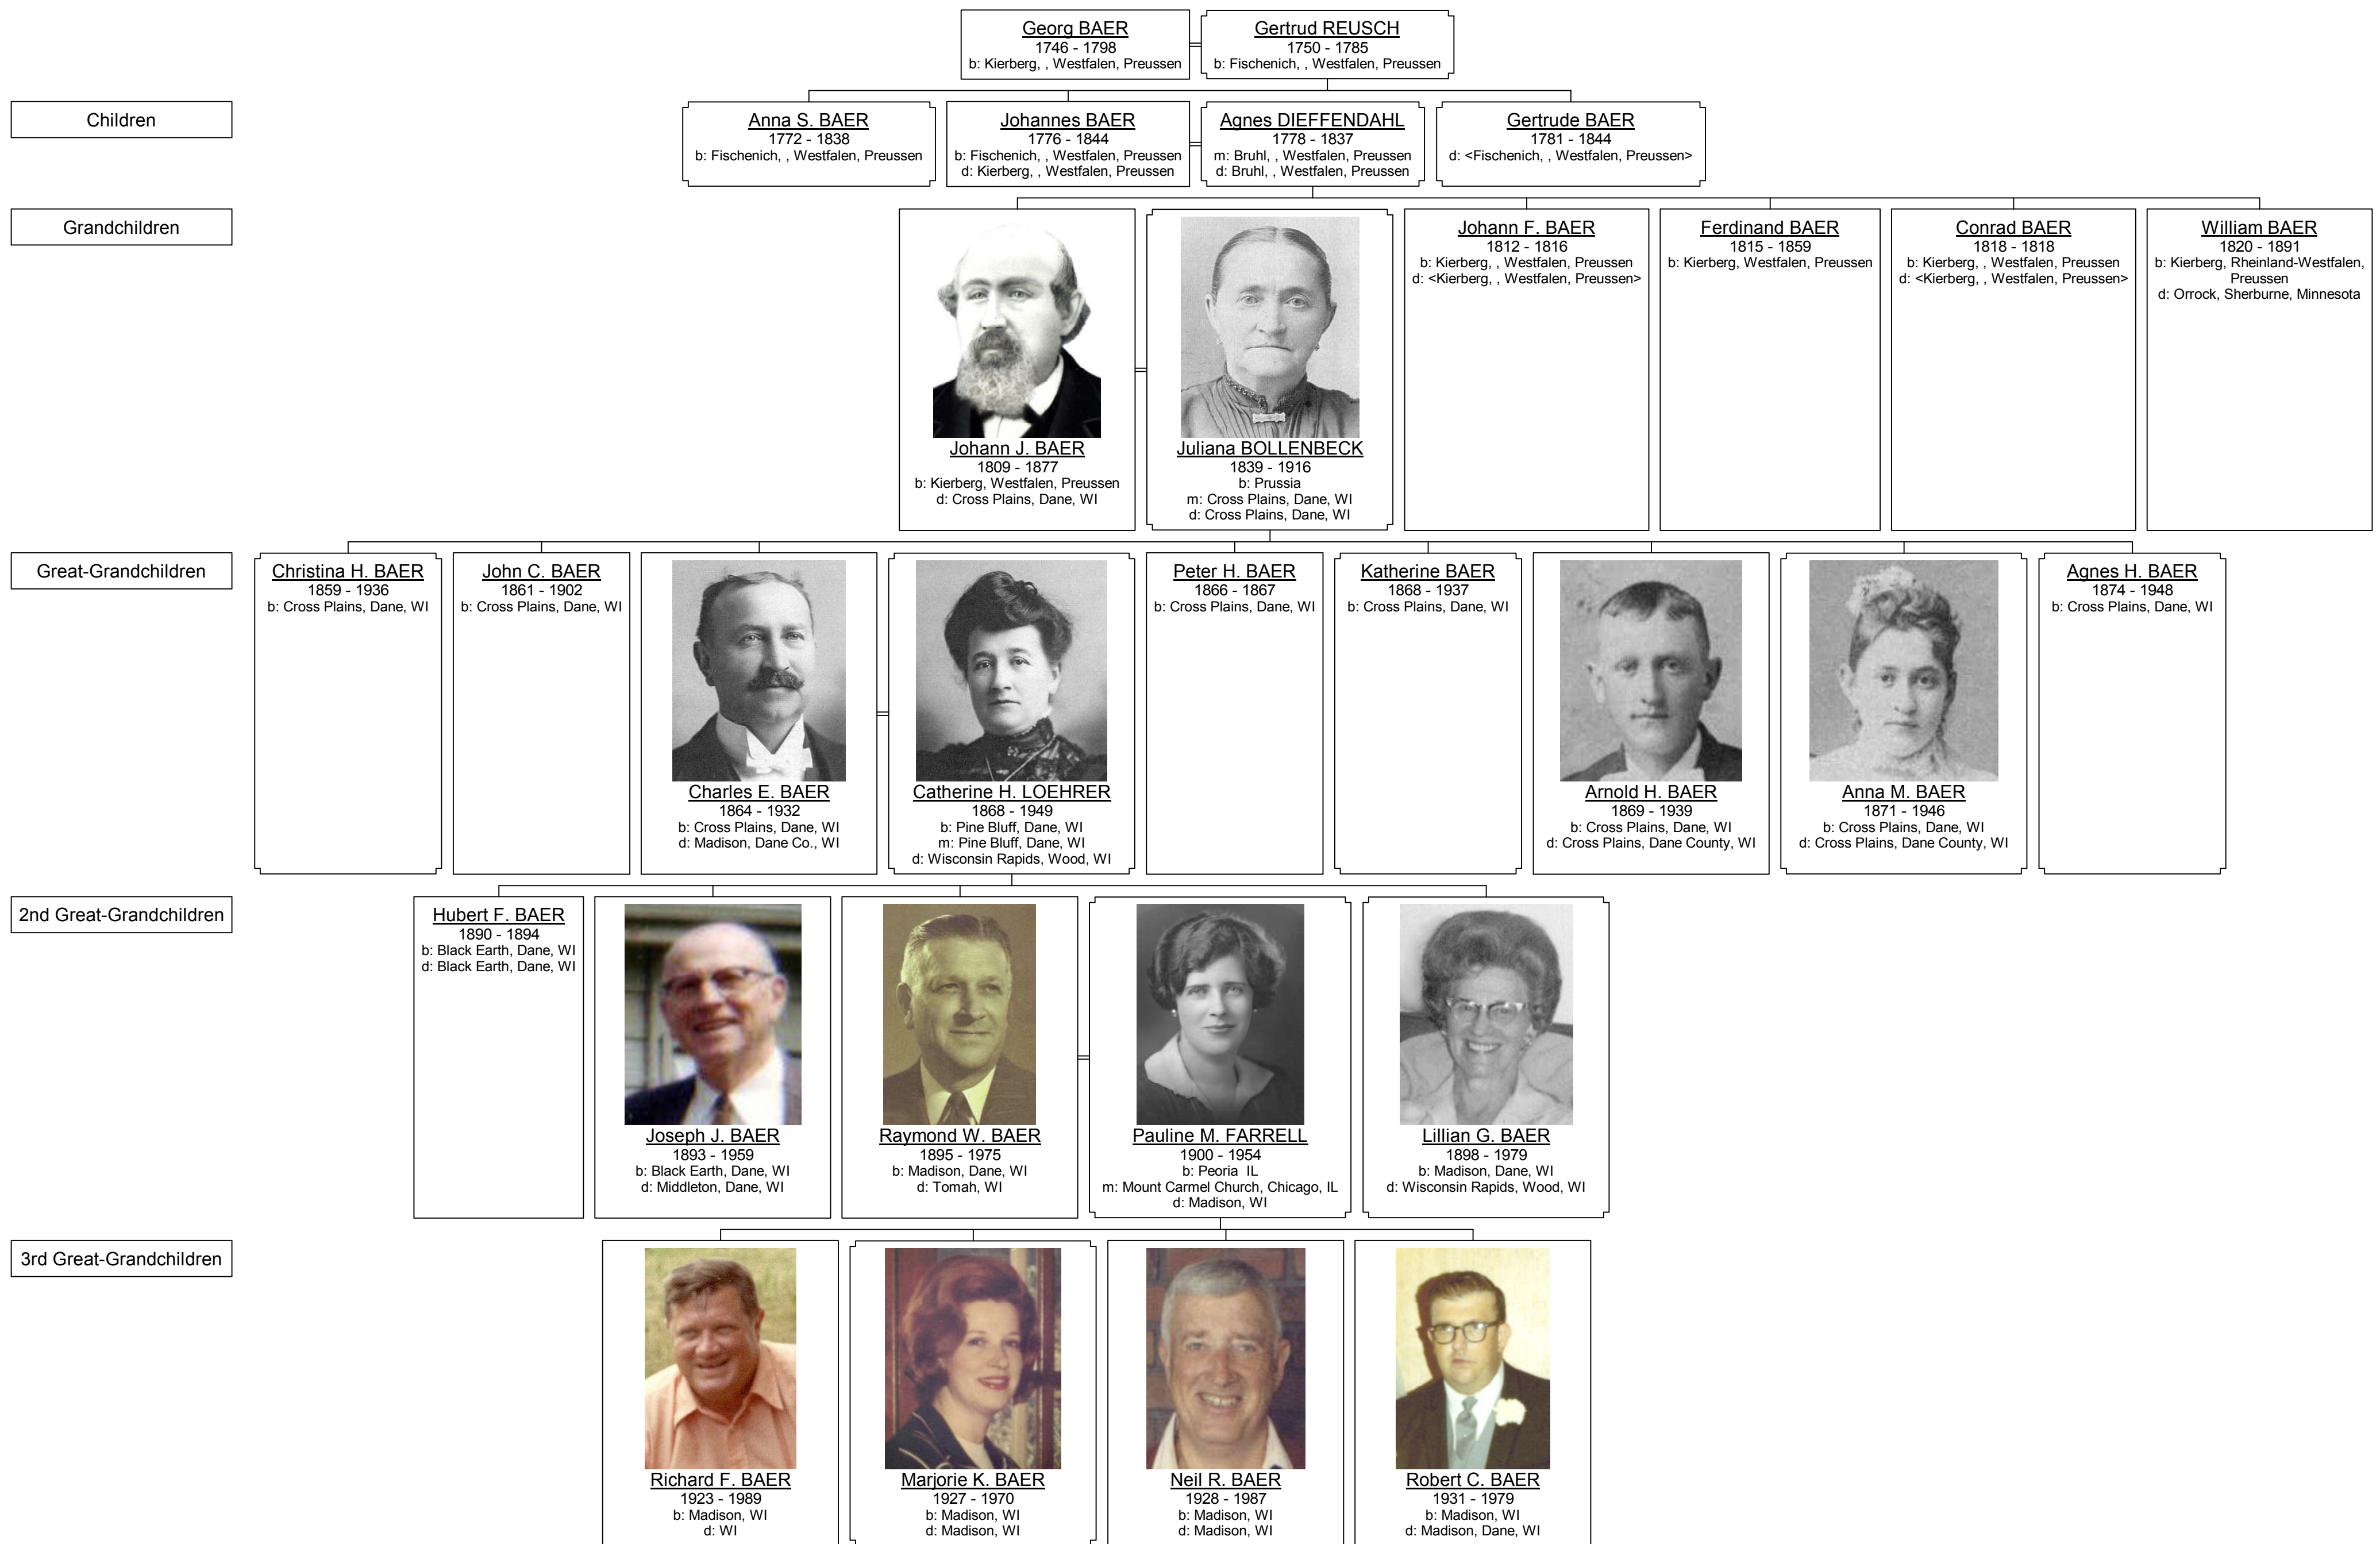 Georg BAER
1746 - 1798
b: Kierberg, , Westfalen, Preussen
Gertrud REUSCH
1750 - 1785
b: Fischenich, , Westfalen, Preussen
Children
Anna S. BAER
1772 - 1838
b: Fischenich, , Westfalen, Preussen
Johannes BAER
1776 - 1844
b: Fischenich, , Westfalen, Preussen
d: Kierberg, , Westfalen, Preussen
Agnes DIEFFENDAHL
1778 - 1837
m: Bruhl, , Westfalen, Preussen
d: Bruhl, , Westfalen, Preussen
Gertrude BAER
1781 - 1844
d: <Fischenich, , Westfalen, Preussen>
Grandchildren
Johann J. BAER
1809 - 1877
b: Kierberg, Westfalen, Preussen
d: Cross Plains, Dane, WI
Juliana BOLLENBECK
1839 - 1916
b: Prussia
m: Cross Plains, Dane, WI
d: Cross Plains, Dane, WI
Johann F. BAER
1812 - 1816
b: Kierberg, , Westfalen, Preussen
d: <Kierberg, , Westfalen, Preussen>
Ferdinand BAER
1815 - 1859
b: Kierberg, Westfalen, Preussen
Conrad BAER
1818 - 1818
b: Kierberg, , Westfalen, Preussen
d: <Kierberg, , Westfalen, Preussen>
William BAER
1820 - 1891
b: Kierberg, Rheinland-Westfalen,
Preussen
d: Orrock, Sherburne, Minnesota
Great-Grandchildren
Christina H. BAER
1859 - 1936
b: Cross Plains, Dane, WI
John C. BAER
1861 - 1902
b: Cross Plains, Dane, WI
Charles E. BAER
1864 - 1932
b: Cross Plains, Dane, WI
d: Madison, Dane Co., WI
Catherine H. LOEHRER
1868 - 1949
b: Pine Bluff, Dane, WI
m: Pine Bluff, Dane, WI
d: Wisconsin Rapids, Wood, WI
Peter H. BAER
1866 - 1867
b: Cross Plains, Dane, WI
Katherine BAER
1868 - 1937
b: Cross Plains, Dane, WI
Arnold H. BAER
1869 - 1939
b: Cross Plains, Dane, WI
d: Cross Plains, Dane County, WI
Anna M. BAER
1871 - 1946
b: Cross Plains, Dane, WI
d: Cross Plains, Dane County, WI
Agnes H. BAER
1874 - 1948
b: Cross Plains, Dane, WI
2nd Great-Grandchildren
Hubert F. BAER
1890 - 1894
b: Black Earth, Dane, WI
d: Black Earth, Dane, WI
Joseph J. BAER
1893 - 1959
b: Black Earth, Dane, WI
d: Middleton, Dane, WI
Raymond W. BAER
1895 - 1975
b: Madison, Dane, WI
d: Tomah, WI
Pauline M. FARRELL
1900 - 1954
b: Peoria  IL
m: Mount Carmel Church, Chicago, IL
d: Madison, WI
Lillian G. BAER
1898 - 1979
b: Madison, Dane, WI
d: Wisconsin Rapids, Wood, WI
3rd Great-Grandchildren
Richard F. BAER
1923 - 1989
b: Madison, WI
d: WI
Marjorie K. BAER
1927 - 1970
b: Madison, WI
d: Madison, WI
Neil R. BAER
1928 - 1987
b: Madison, WI
d: Madison, WI
Robert C. BAER
1931 - 1979
b: Madison, WI
d: Madison, Dane, WI